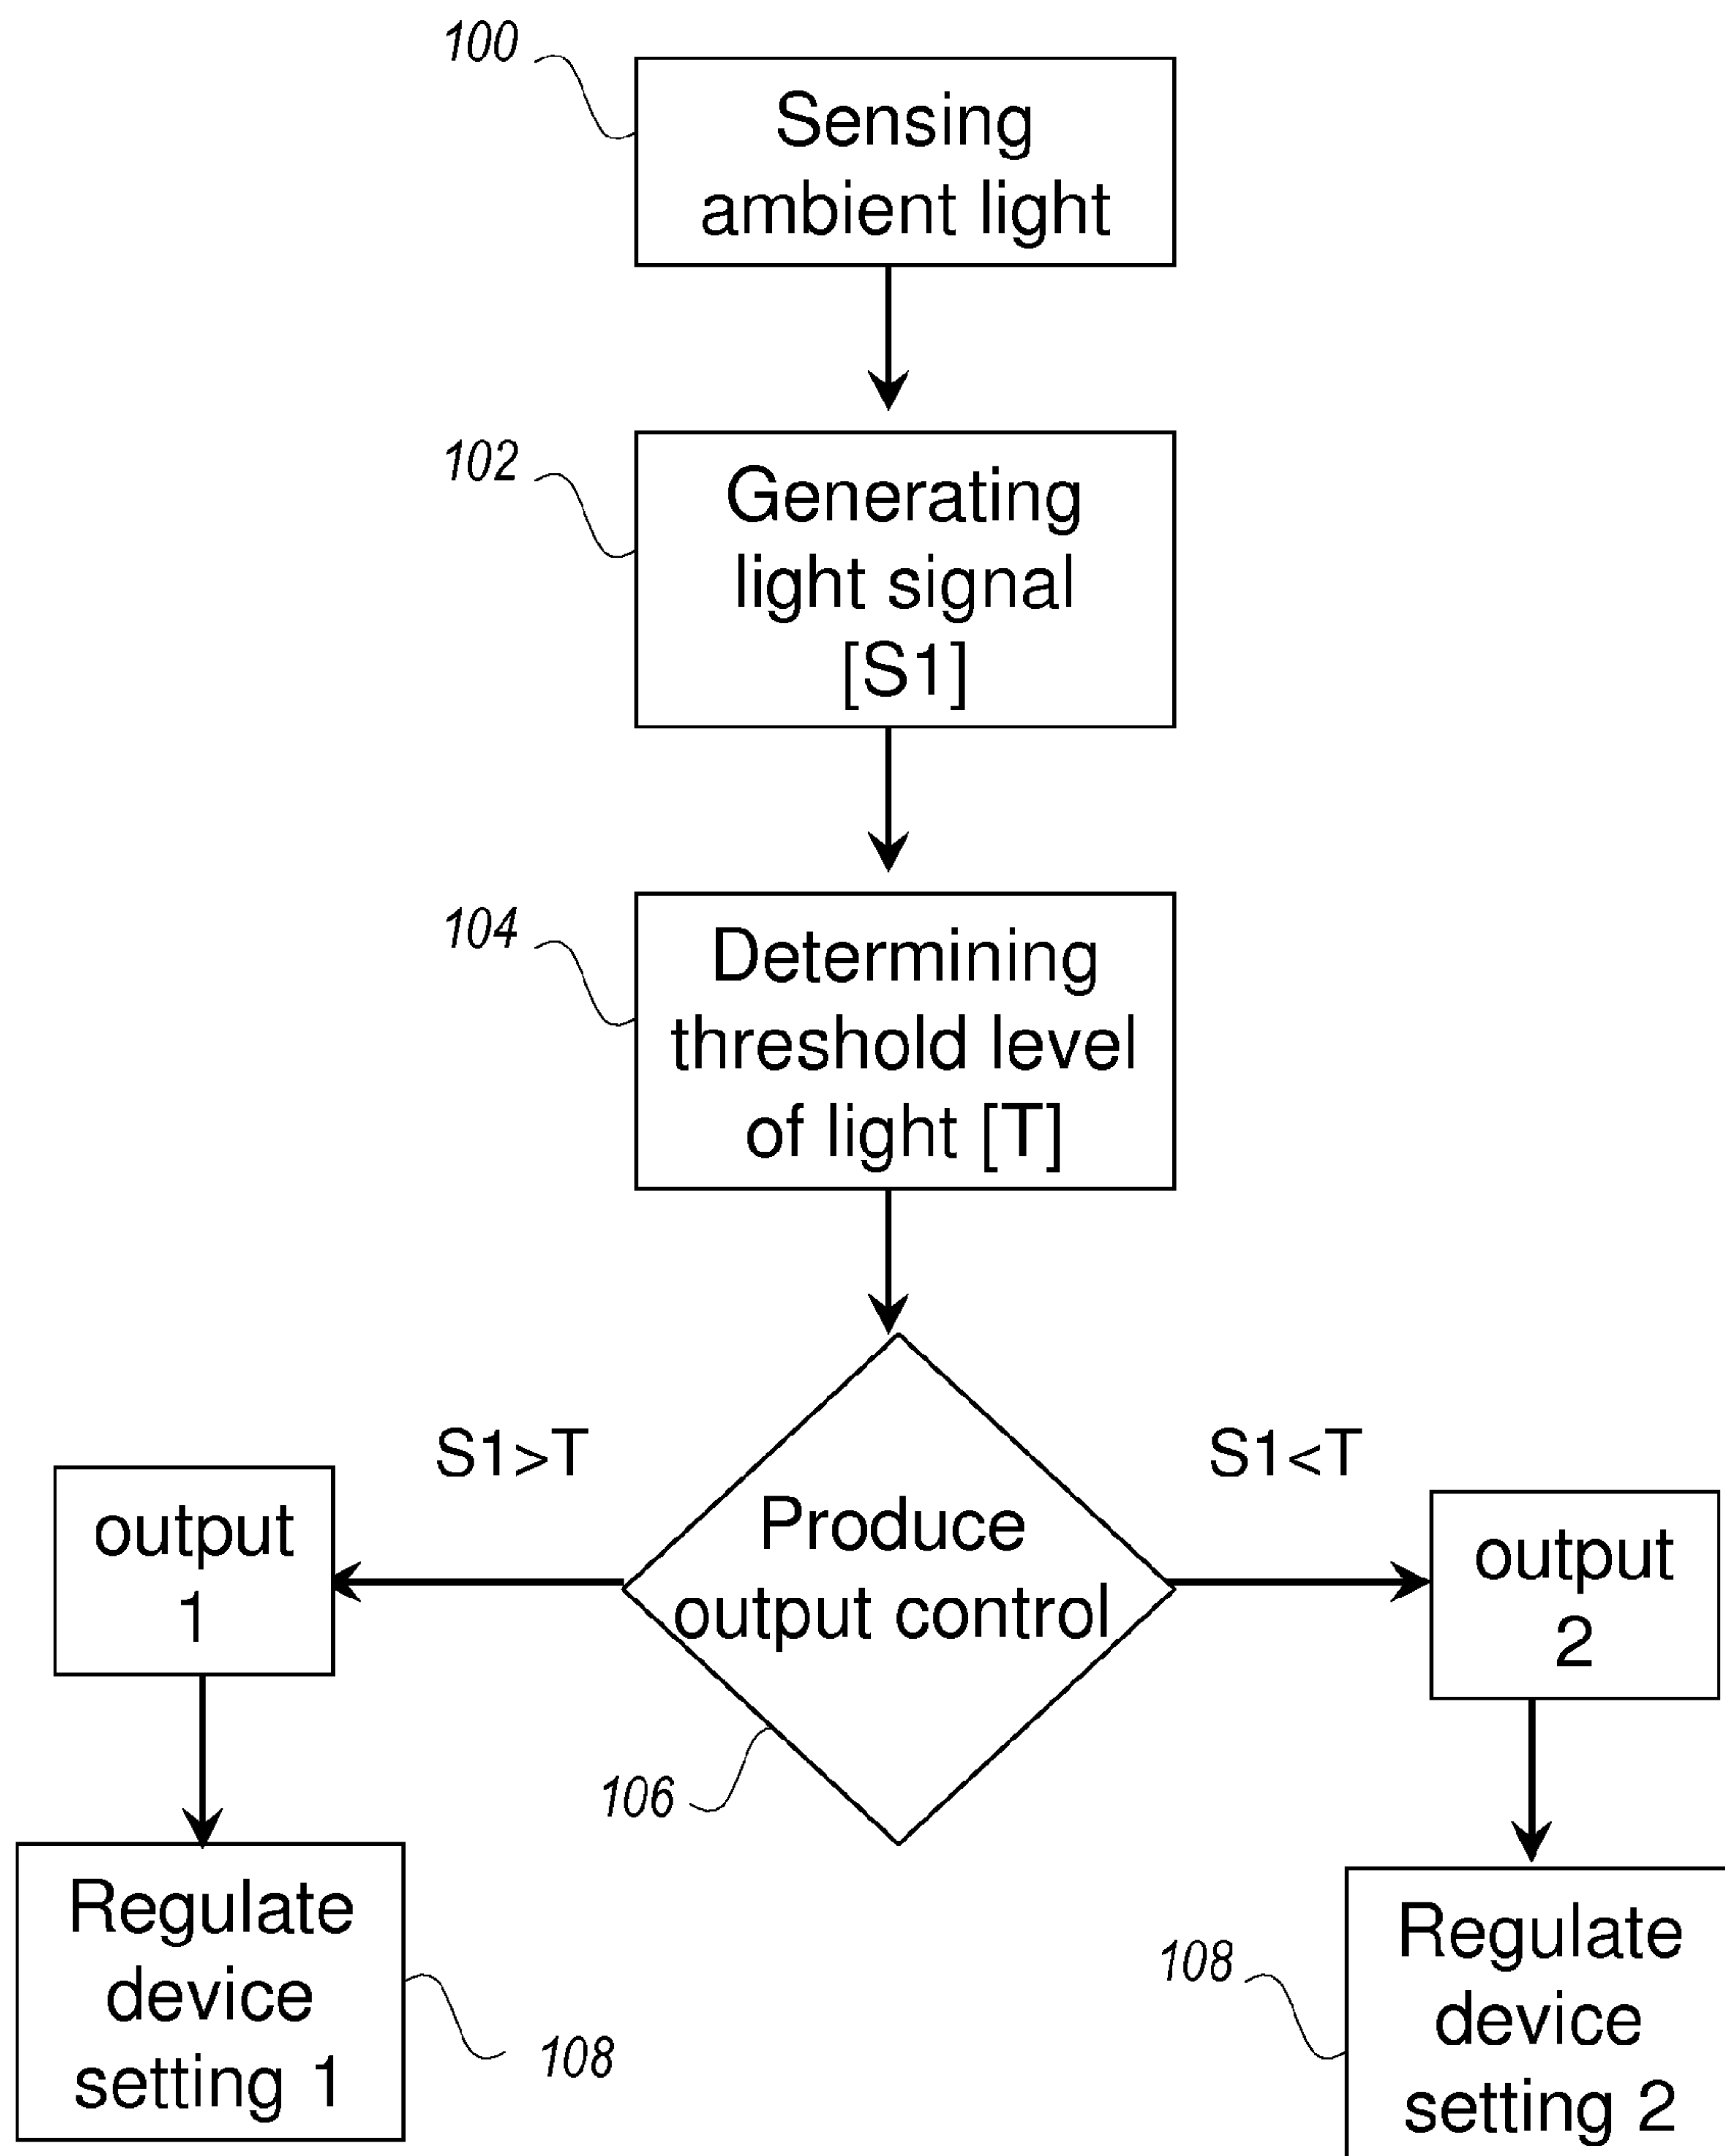 100
Sensing
ambient light
102
Generating
light signal
[S1]
104
Determining
threshold level
of light [T]
S1>T
S1<T
output
1
Produce
output control
output
2
106
Regulate
device
setting 1
108
108
Regulate
device
setting 2